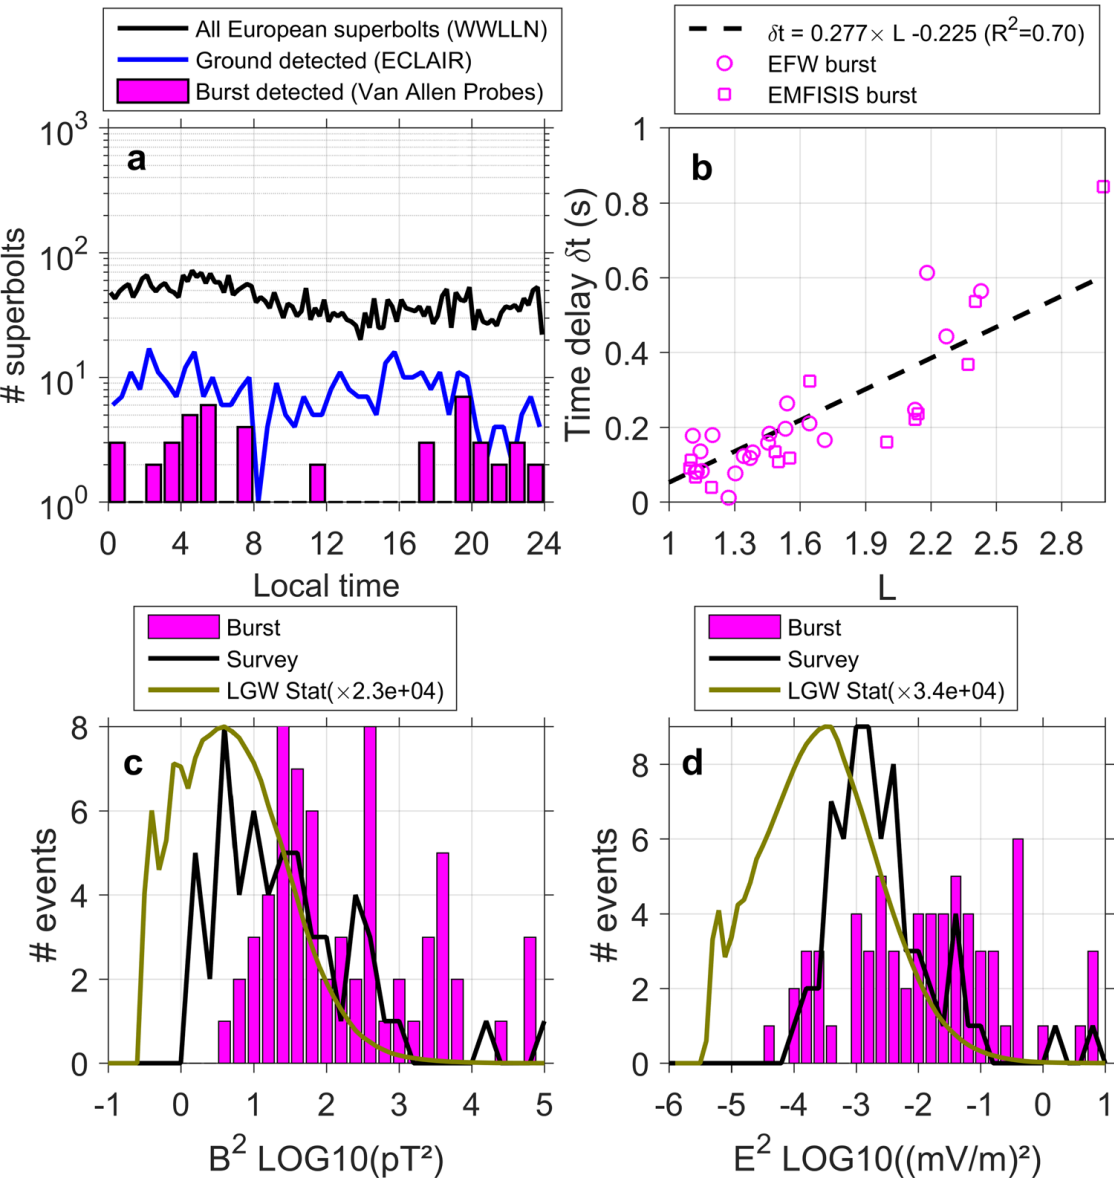 All European superbolts (WWLLN)
Ground detected (ECLAIR)
Burst detected (Van Allen Probes)
a
10³
10²
10¹
10⁰
# superbolts
0 4 8 12 16 20 24
Local time
δt = 0.277× L -0.225 (R²=0.70)
EFW burst
EMFISIS burst
b
1
0.8
0.6
0.4
0.2
0
Time delay δt (s)
1 1.3 1.6 1.9 2.2 2.5 2.8
L
Burst
Survey
LGW Stat(×2.3e+04)
c
8
6
4
2
0
# events
-1 0 1 2 3 4 5
B² LOG10(pT²)
Burst
Survey
LGW Stat(×3.4e+04)
d
8
6
4
2
0
# events
-6 -5 -4 -3 -2 -1 0 1
E² LOG10((mV/m)²)